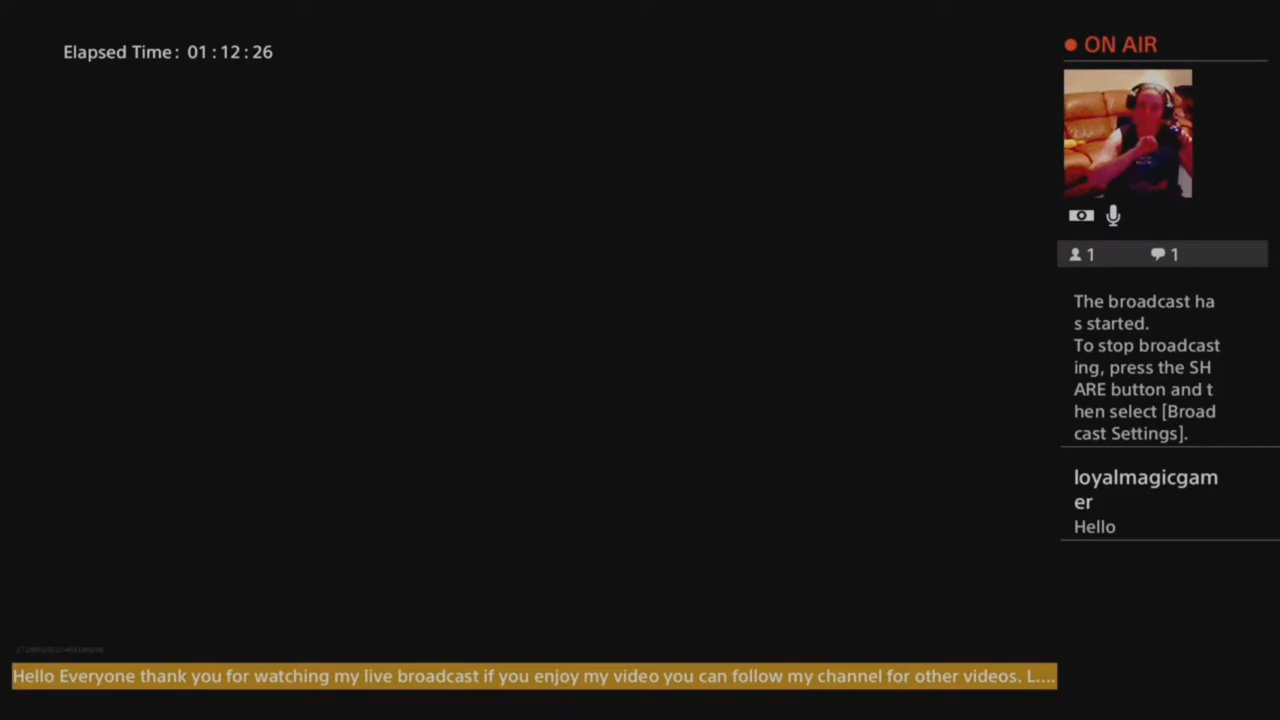 Elapsed Time: 01:12:26
ON AIR
1 1
The broadcast ha
s started.
To stop broadcast
ing, press the SH
ARE button and t
hen select [Broad
cast Settings].
loyalmagicgam
er
Hello
Hello Everyone thank you for watching my live broadcast if you enjoy my video you can follow my channel for other videos. L....